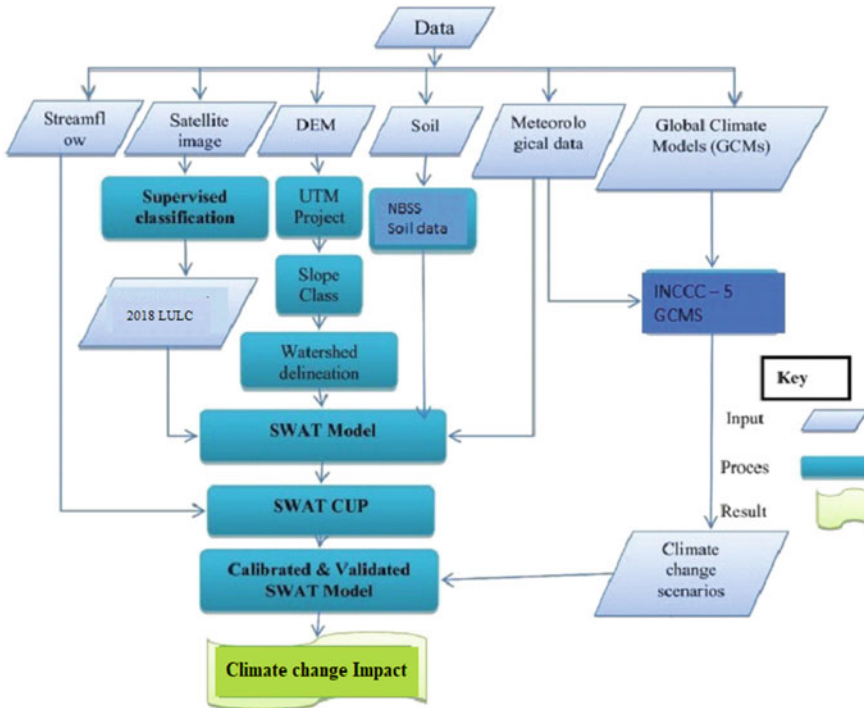 Data
Streamfl
ow
Satellite
image
DEM
Soil
Meteorolo
gical data
Global Climate
Models (GCMs)
Supervised
classification
UTM
Project
NBSS
Soil data
2018 LULC
Slope
Class
INCCC – 5
GCMS
Watershed
delineation
Key
SWAT Model
Input
Proces
SWAT CUP
Result
Calibrated & Validated
SWAT Model
Climate
change
scenarios
Climate change Impact